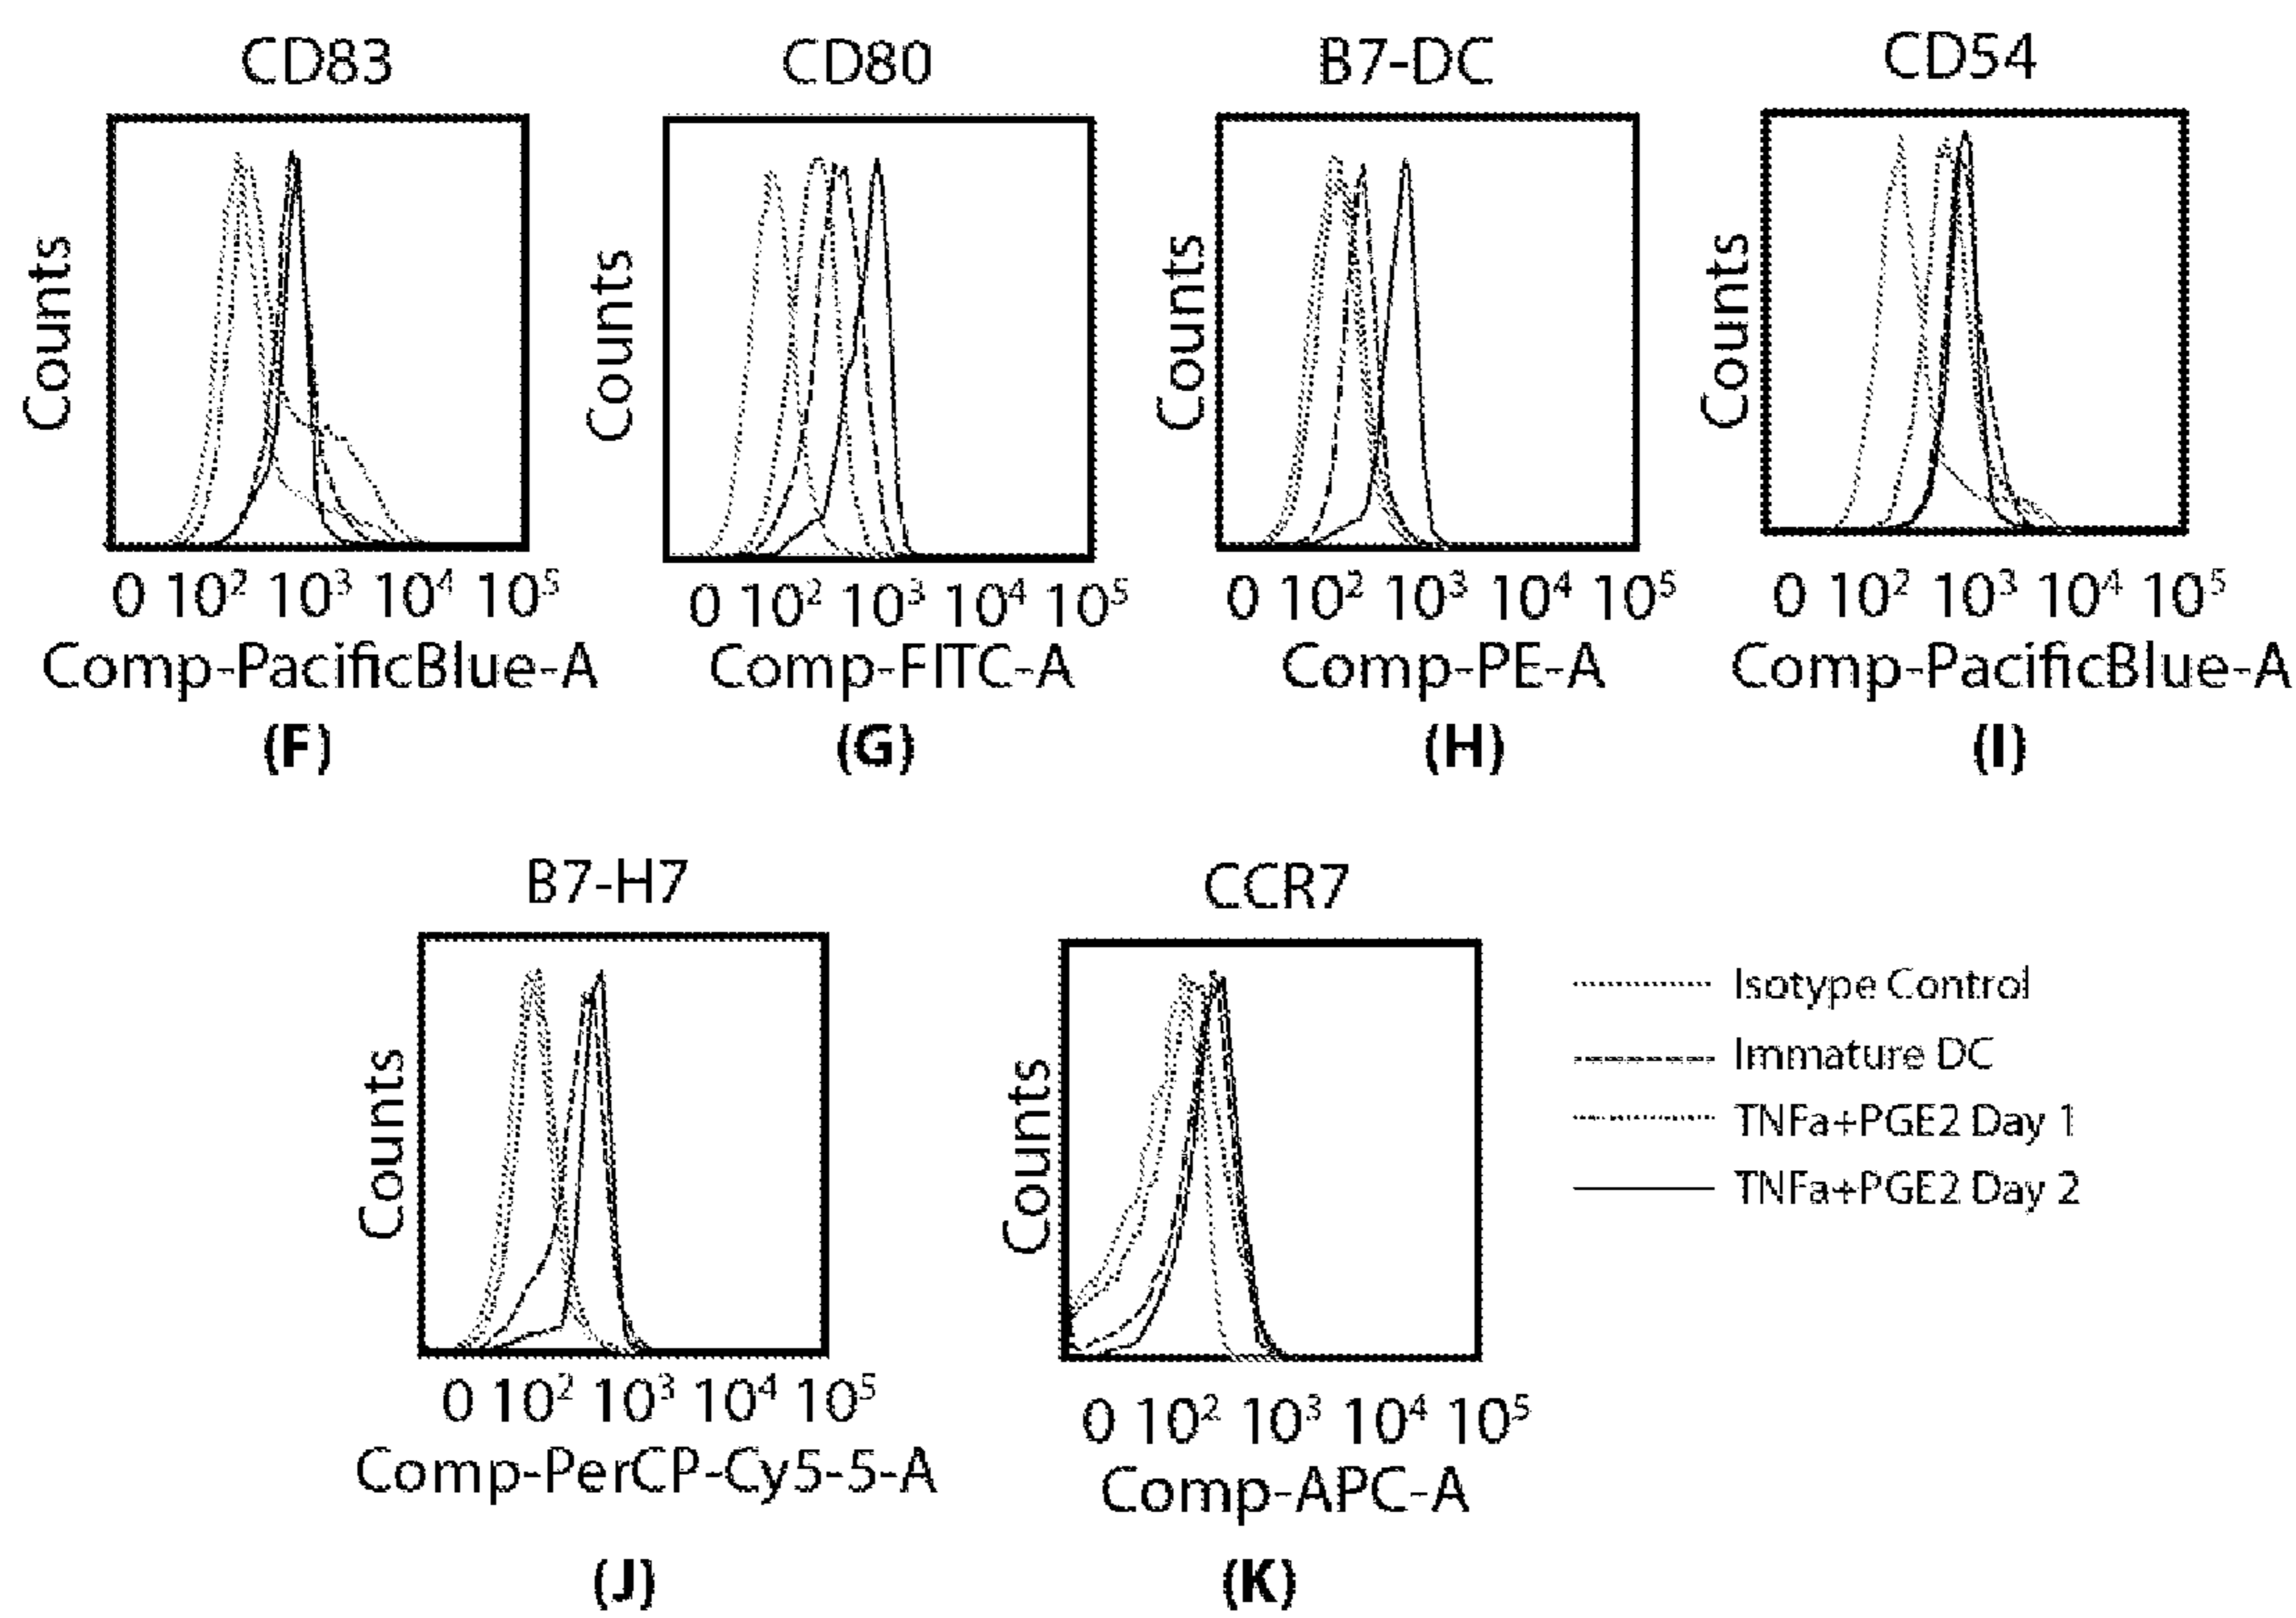 CD83 CD80 B7-DC CD54
Counts Counts Counts Counts
0 10² 10³ 10⁴ 10⁵ 0 10² 10³ 10⁴ 10⁵ 0 10² 10³ 10⁴ 10⁵ 0 10² 10³ 10⁴ 10⁵
Comp-PacificBlue-A Comp-FITC-A Comp-PE-A Comp-PacificBlue-A
(F) (G) (H) (I)
B7-H7 CCR7
Counts Counts
Isotype Control
Immature DC
TNFa+PGE2 Day 1
TNFa+PGE2 Day 2
0 10² 10³ 10⁴ 10⁵ 0 10² 10³ 10⁴ 10⁵
Comp-PerCP-Cy5-5-A Comp-APC-A
(J) (K)